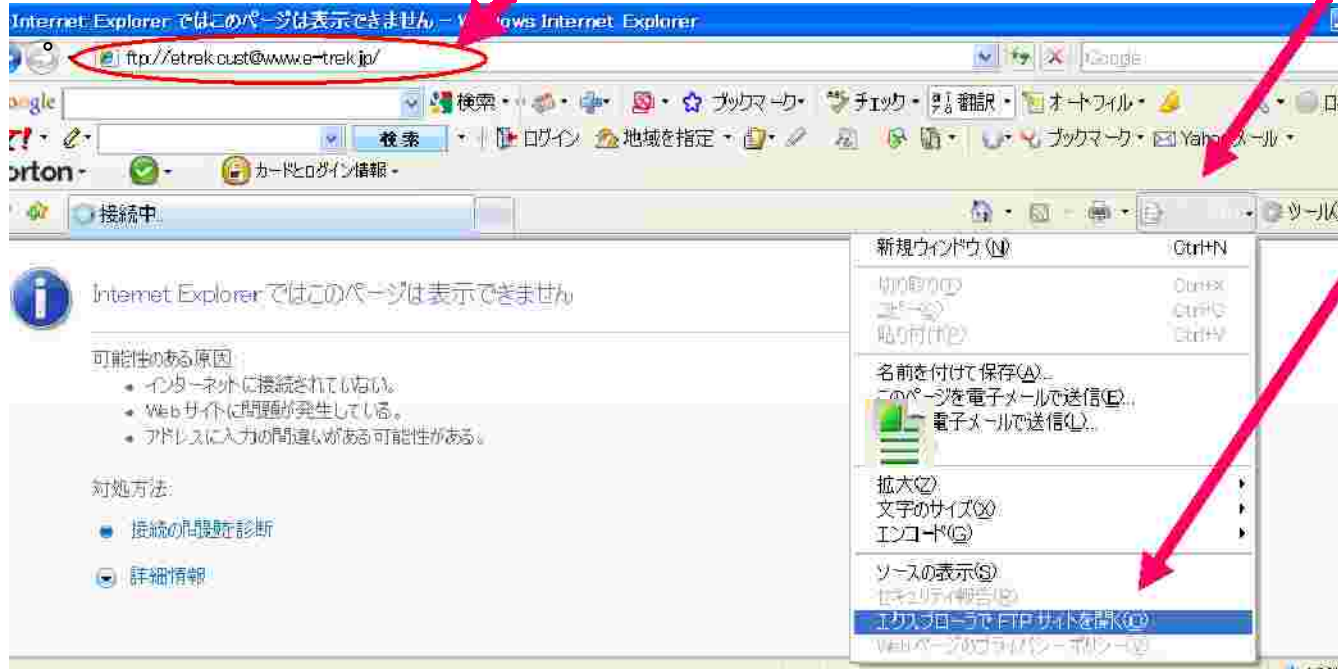 Internet Explorer ではこのページは表示できません - Windows Internet Explorer
ftp://etrek.cust@www.e-trek.jp/
Google
検索 ブックマーク チェック 翻訳 オートフィル
検索 ログイン 地域を指定 ブックマーク Yahoo!メール
orton カードとログイン情報
接続中
ツール(
新規ウィンドウ(N) Ctrl+N
切り取り(T) Ctrl+X
コピー(C) Ctrl+C
貼り付け(P) Ctrl+V
名前を付けて保存(A)...
このページを電子メールで送信(E)...
電子メールで送信(L)...
拡大(Z)
文字のサイズ(X)
エンコード(G)
ソースの表示(S)
セキュリティ報告(R)
エクスプローラで FTP サイトを開く(O)
Web ページのプライバシー ポリシー(V)
Internet Explorer ではこのページは表示できません
可能性のある原因:
インターネットに接続されていない。
Web サイトに問題が発生している。
アドレスに入力の間違いがある可能性がある。
対処方法:
接続の問題を診断
詳細情報